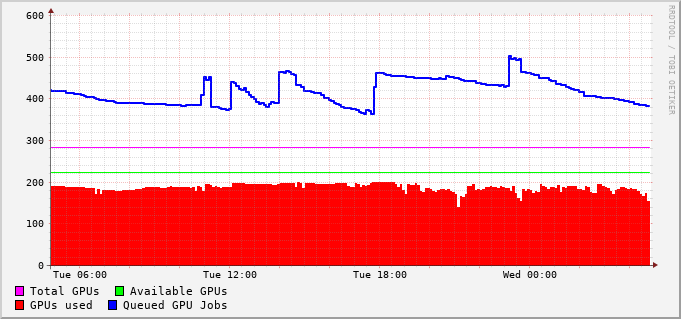 RRDTOOL / TOBI OETIKER
600
500
400
300
200
100
0
Tue 06:00 Tue 12:00 Tue 18:00 Wed 00:00
Total GPUs Available GPUs
GPUs used Queued GPU Jobs